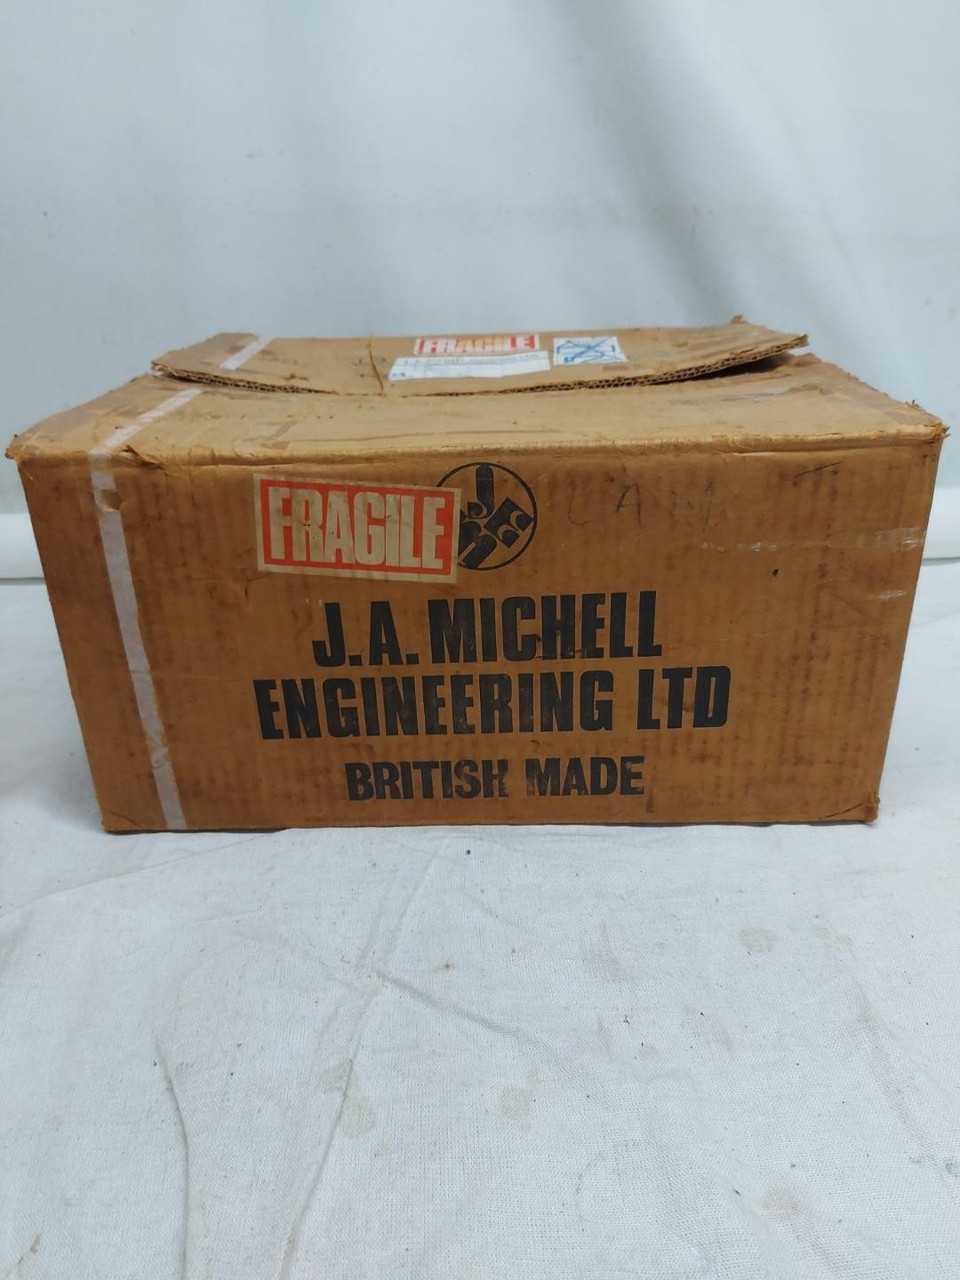 FRAGILE
FRAGILE
J.A. MICHELL
ENGINEERING LTD
BRITISH MADE